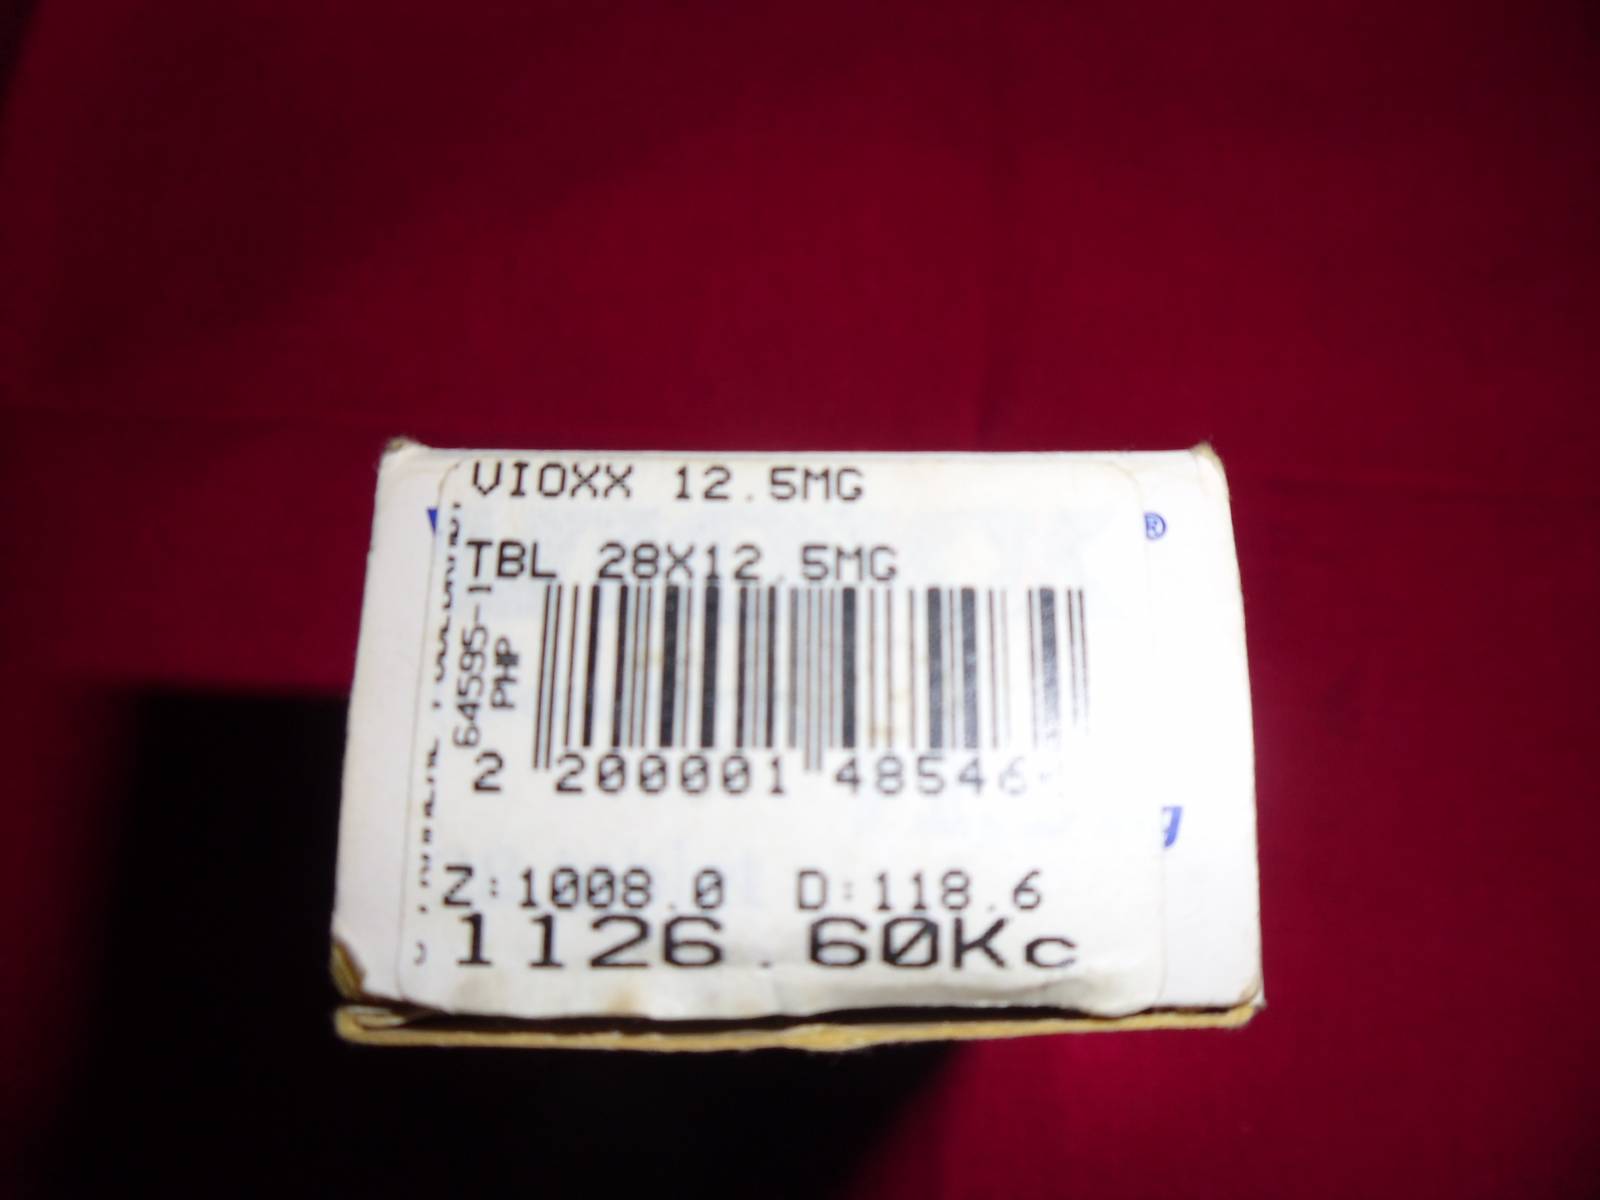 VIOXX 12.5MG
®
TBL 28X12.5MG
64595-1
PHP
2 200001 48546
g
Z:1008.0 D:118.6
1126.60Kc